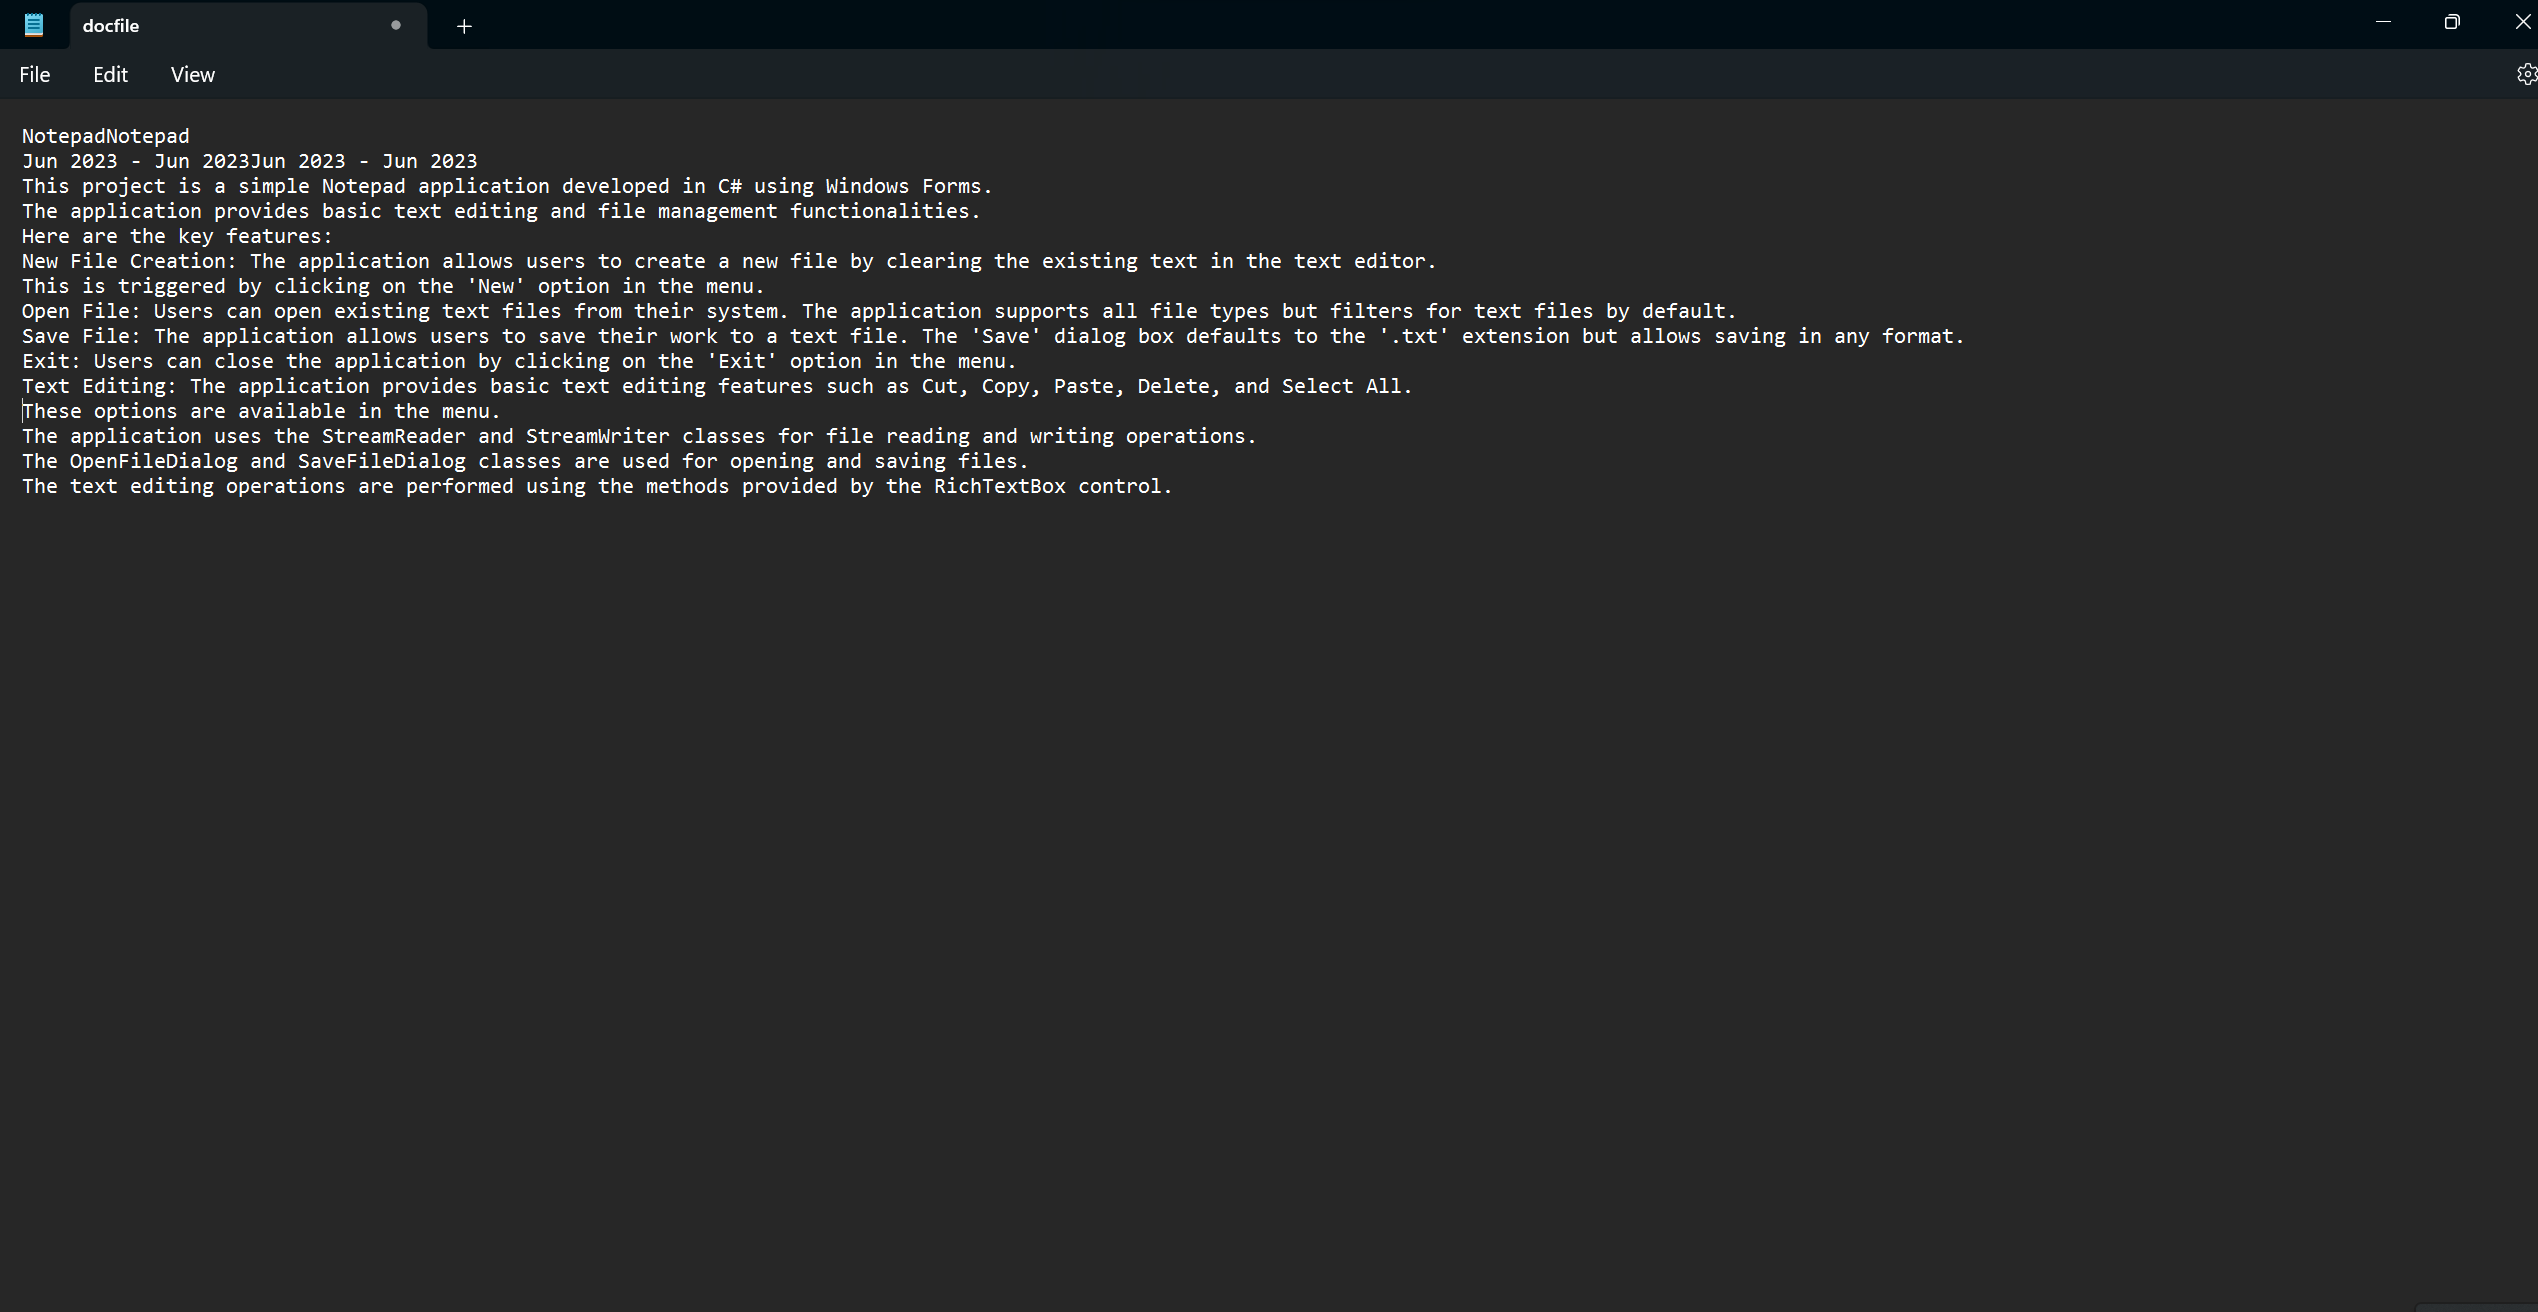 docfile
File Edit View
NotepadNotepad
Jun 2023 - Jun 2023Jun 2023 - Jun 2023
This project is a simple Notepad application developed in C# using Windows Forms.
The application provides basic text editing and file management functionalities.
Here are the key features:
New File Creation: The application allows users to create a new file by clearing the existing text in the text editor.
This is triggered by clicking on the 'New' option in the menu.
Open File: Users can open existing text files from their system. The application supports all file types but filters for text files by default.
Save File: The application allows users to save their work to a text file. The 'Save' dialog box defaults to the '.txt' extension but allows saving in any format.
Exit: Users can close the application by clicking on the 'Exit' option in the menu.
Text Editing: The application provides basic text editing features such as Cut, Copy, Paste, Delete, and Select All.
These options are available in the menu.
The application uses the StreamReader and StreamWriter classes for file reading and writing operations.
The OpenFileDialog and SaveFileDialog classes are used for opening and saving files.
The text editing operations are performed using the methods provided by the RichTextBox control.